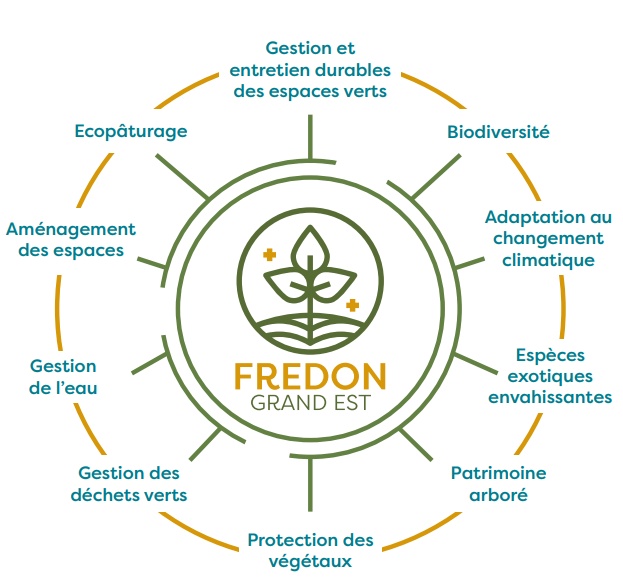 Gestion et
entretien durables
des espaces verts
Biodiversité
Adaptation au
changement
climatique
Espèces
exotiques
envahissantes
Patrimoine
arboré
Protection des
végétaux
Gestion des
déchets verts
Gestion
de l'eau
Aménagement
des espaces
Ecopâturage
FREDON
GRAND EST